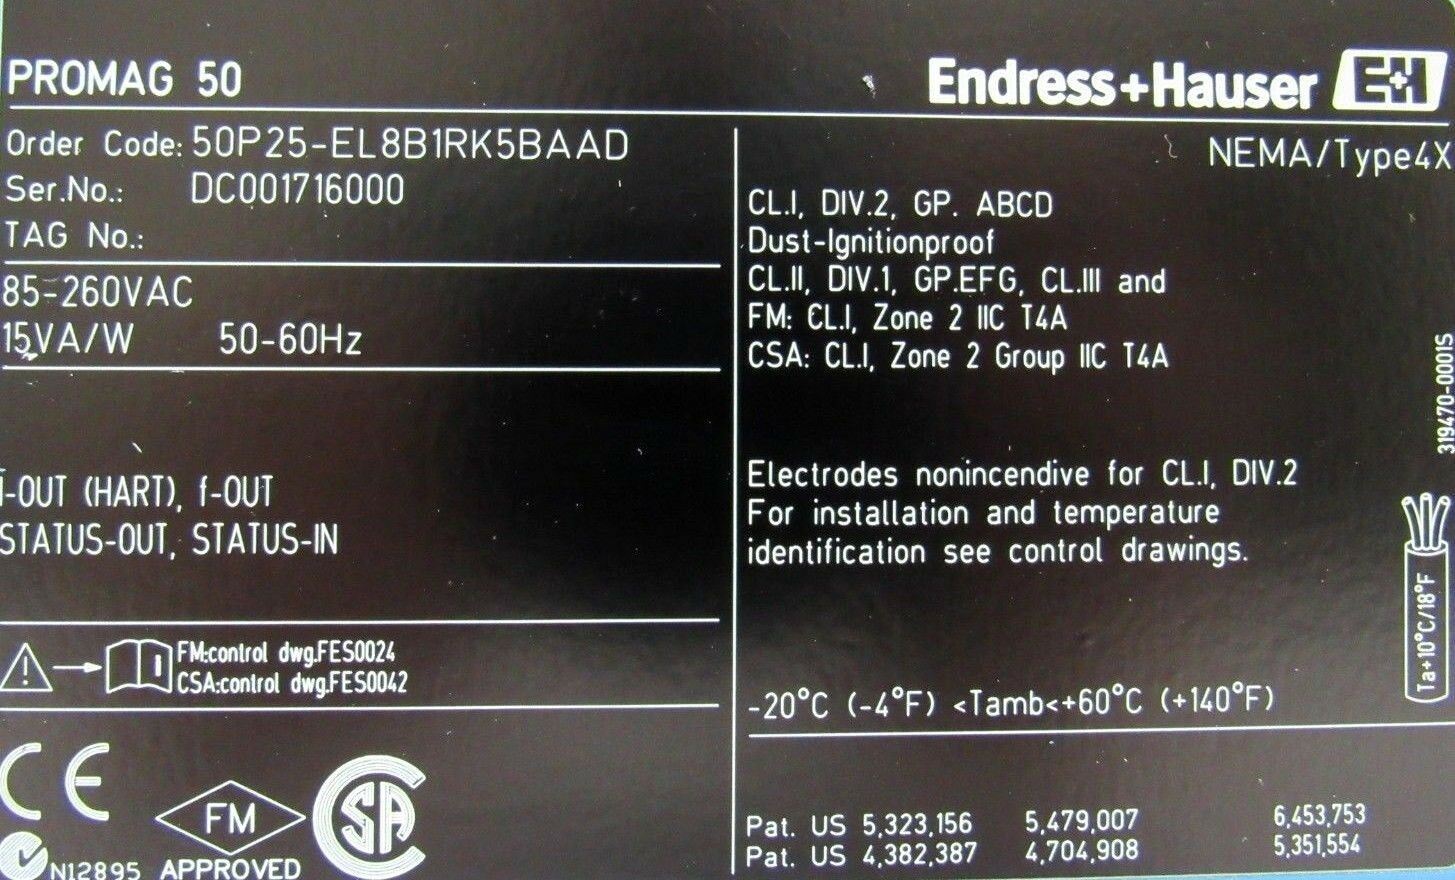 PROMAG 50
Endress+Hauser E+H
Order Code: 50P25-EL8B1RK5BAAD
Ser.No.: DC001716000
TAG No.:
85-260VAC
15VA/W 50-60Hz
i-OUT (HART), f-OUT
STATUS-OUT, STATUS-IN
FM:control dwg.FES0024
CSA:control dwg.FES0042
CE
N12895
FM
APPROVED
CSA
NEMA/Type4X
CL.I, DIV.2, GP. ABCD
Dust-Ignitionproof
CL.II, DIV.1, GP.EFG, CL.III and
FM: CL.I, Zone 2 IIC T4A
CSA: CL.I, Zone 2 Group IIC T4A
Electrodes nonincendive for CL.I, DIV.2
For installation and temperature
identification see control drawings.
-20°C (-4°F) <Tamb<+60°C (+140°F)
319470-0001S
Ta+10°C/18°F
Pat. US 5,323,156 5,479,007 6,453,753
Pat. US 4,382,387 4,704,908 5,351,554